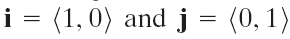 i = ⟨1, 0⟩ and j = ⟨0, 1⟩